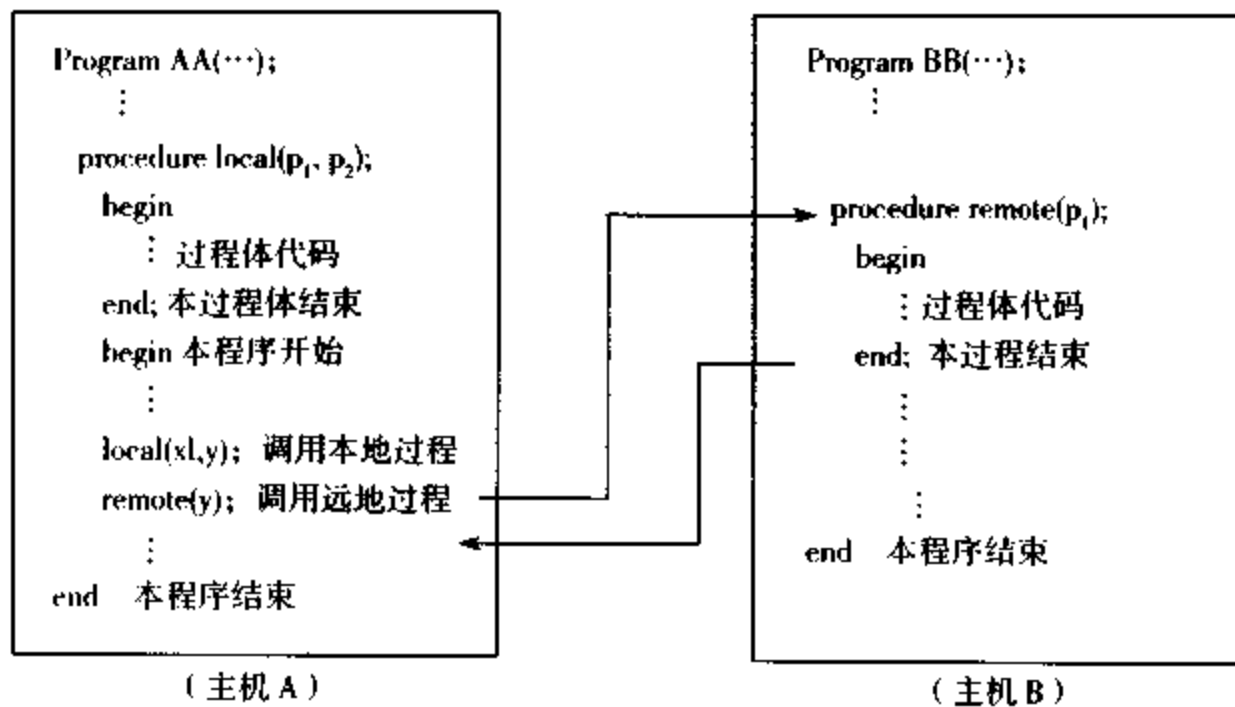 Program AA(…);
⋮
procedure local(p₁, p₂);
begin
⋮ 过程体代码
end; 本过程体结束
begin 本程序开始
⋮
local(xl,y); 调用本地过程
remote(y); 调用远地过程
⋮
end 本程序结束
(主机 A)
Program BB(…);
⋮
procedure remote(p₁);
begin
⋮ 过程体代码
end; 本过程结束
⋮
⋮
⋮
end 本程序结束
(主机 B)